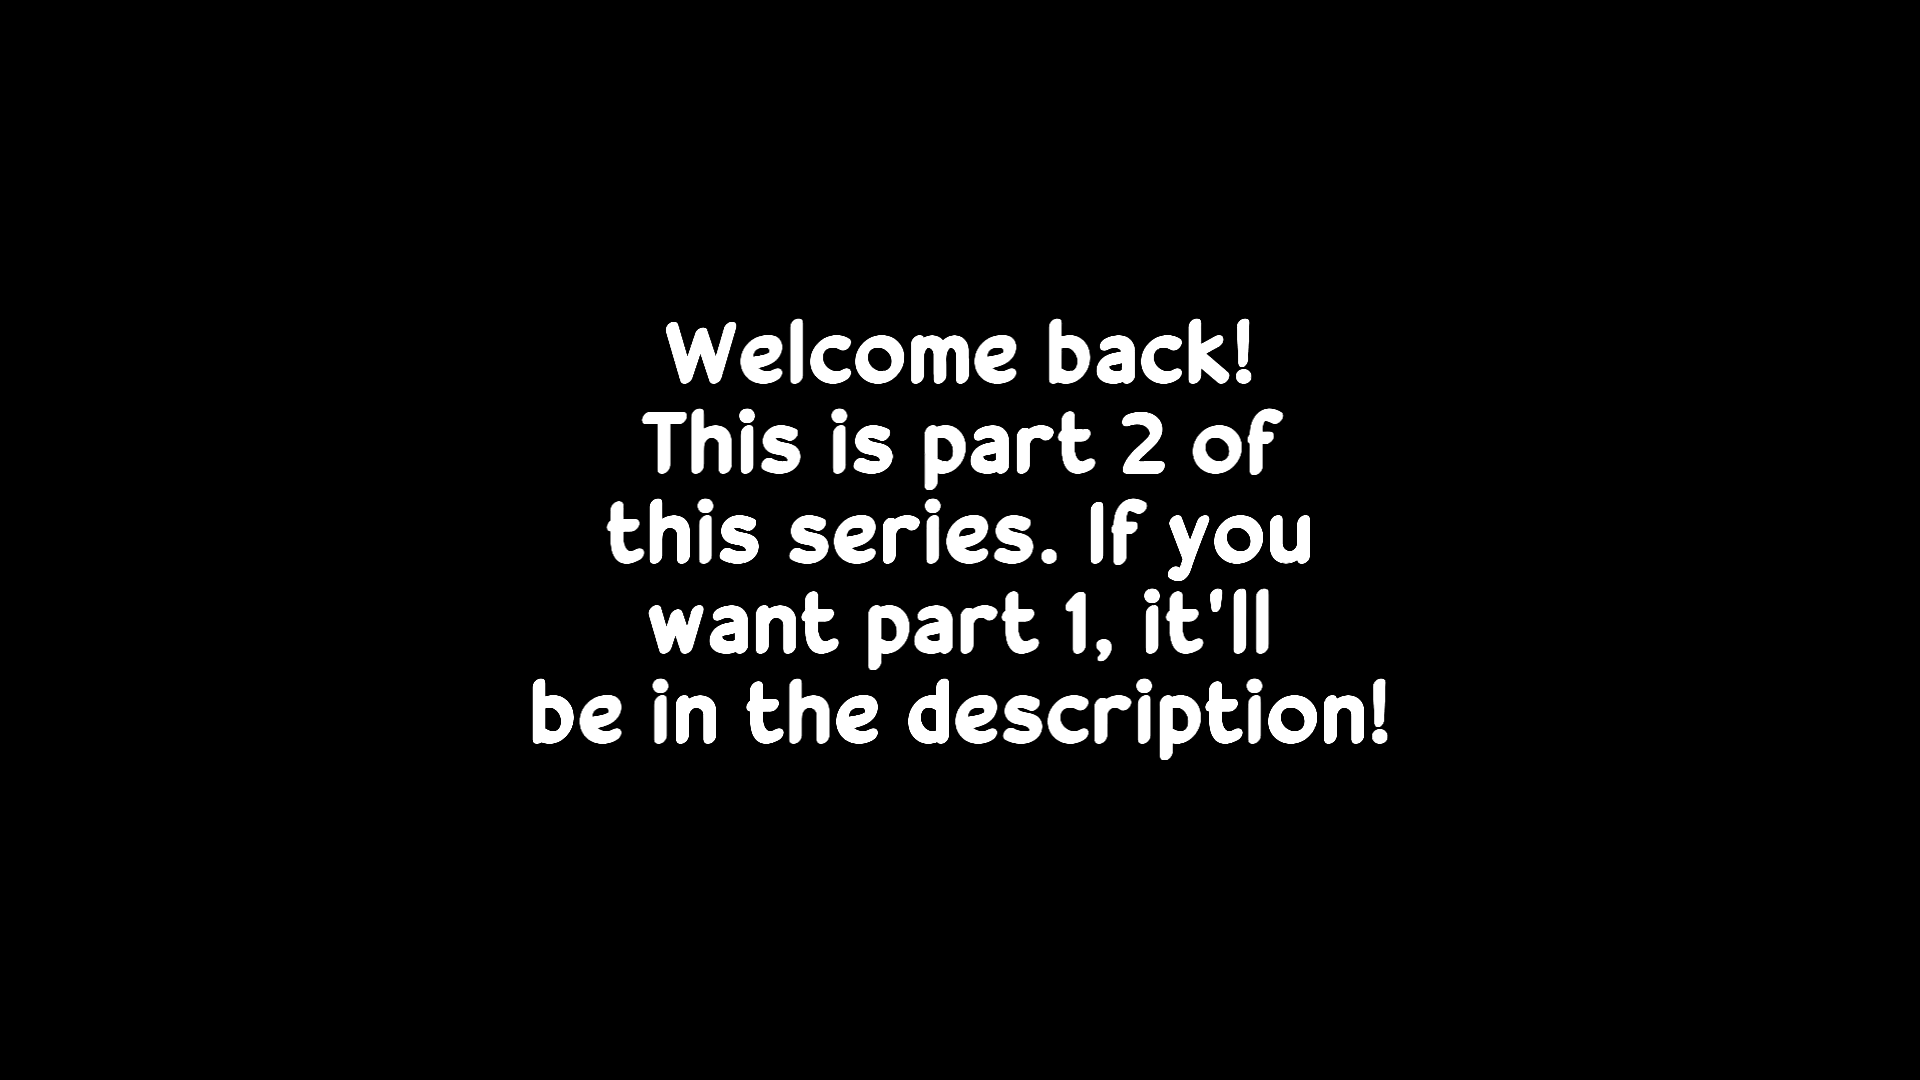 Welcome back!
This is part 2 of
this series. If you
want part 1, it'll
be in the description!